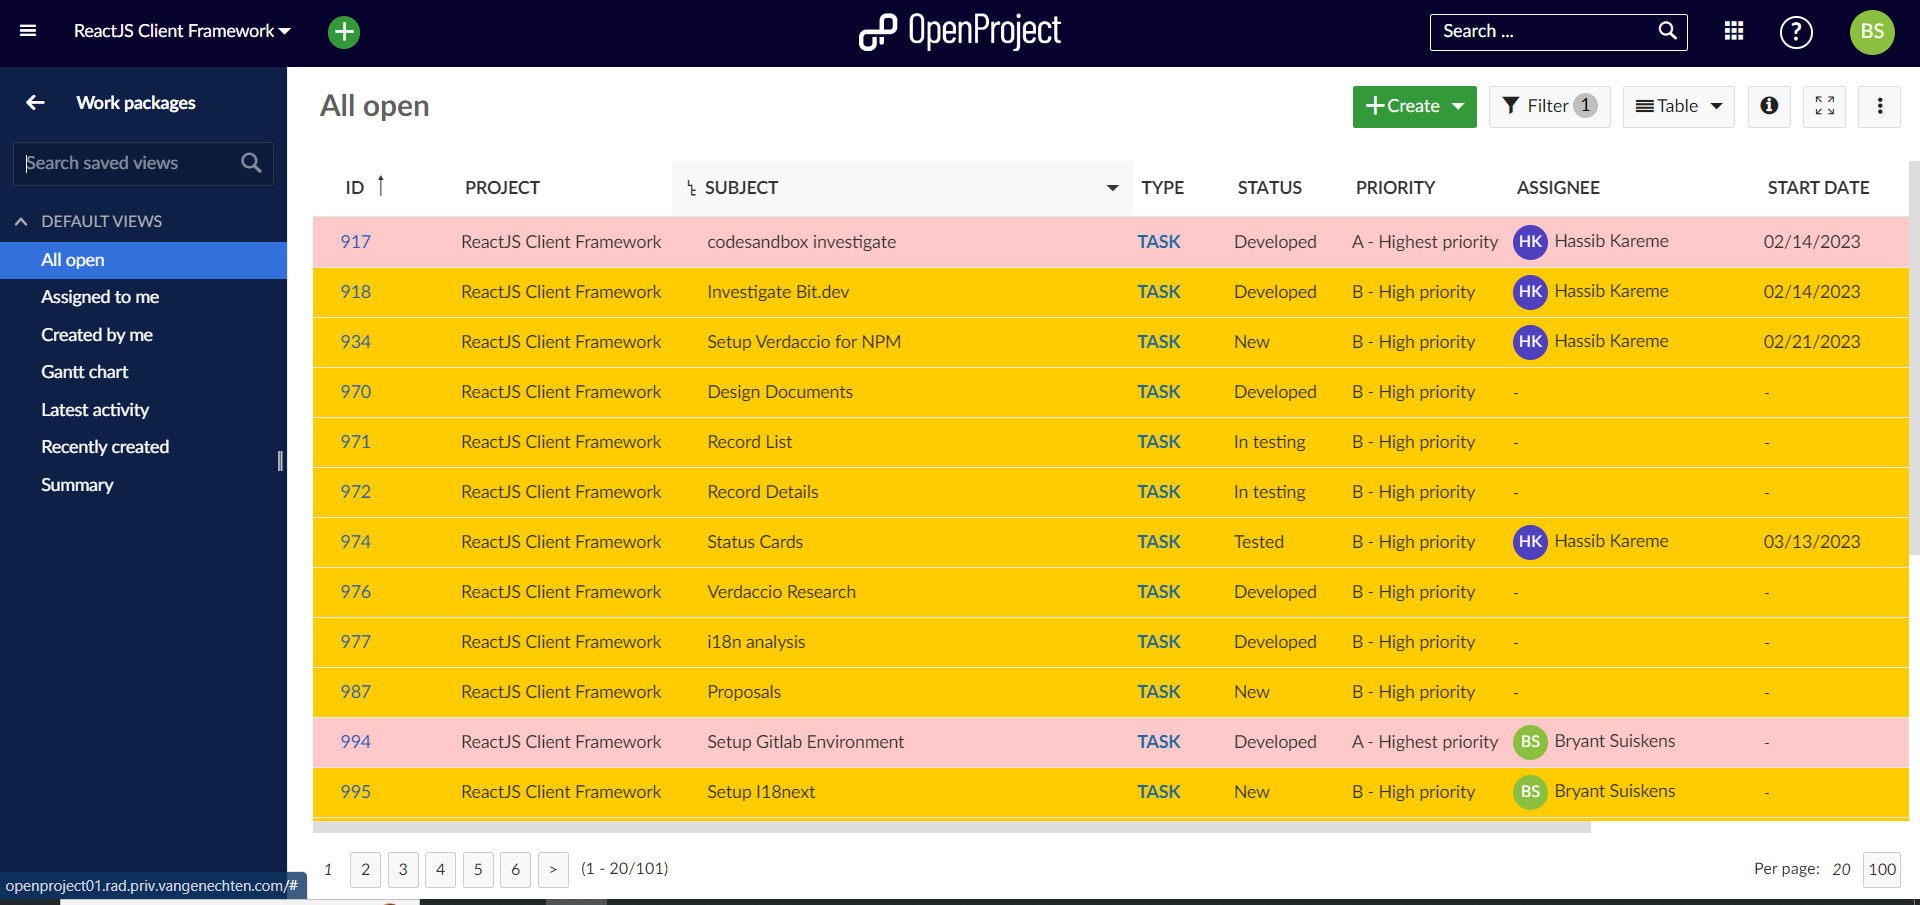 ReactJS Client Framework
OpenProject
Search ...
?
BS
Work packages
Search saved views
DEFAULT VIEWS
All open
Assigned to me
Created by me
Gantt chart
Latest activity
Recently created
Summary
All open
+ Create
Filter 1
Table
ID PROJECT SUBJECT TYPE STATUS PRIORITY ASSIGNEE START DATE
917 ReactJS Client Framework codesandbox investigate TASK Developed A - Highest priority HK Hassib Kareme 02/14/2023
918 ReactJS Client Framework Investigate Bit.dev TASK Developed B - High priority HK Hassib Kareme 02/14/2023
934 ReactJS Client Framework Setup Verdaccio for NPM TASK New B - High priority HK Hassib Kareme 02/21/2023
970 ReactJS Client Framework Design Documents TASK Developed B - High priority - -
971 ReactJS Client Framework Record List TASK In testing B - High priority - -
972 ReactJS Client Framework Record Details TASK In testing B - High priority - -
974 ReactJS Client Framework Status Cards TASK Tested B - High priority HK Hassib Kareme 03/13/2023
976 ReactJS Client Framework Verdaccio Research TASK Developed B - High priority - -
977 ReactJS Client Framework i18n analysis TASK Developed B - High priority - -
987 ReactJS Client Framework Proposals TASK New B - High priority - -
994 ReactJS Client Framework Setup Gitlab Environment TASK Developed A - Highest priority BS Bryant Suiskens -
995 ReactJS Client Framework Setup I18next TASK New B - High priority BS Bryant Suiskens -
1 2 3 4 5 6 > (1 - 20/101)
Per page: 20 100
openproject01.rad.priv.vangenechten.com/#